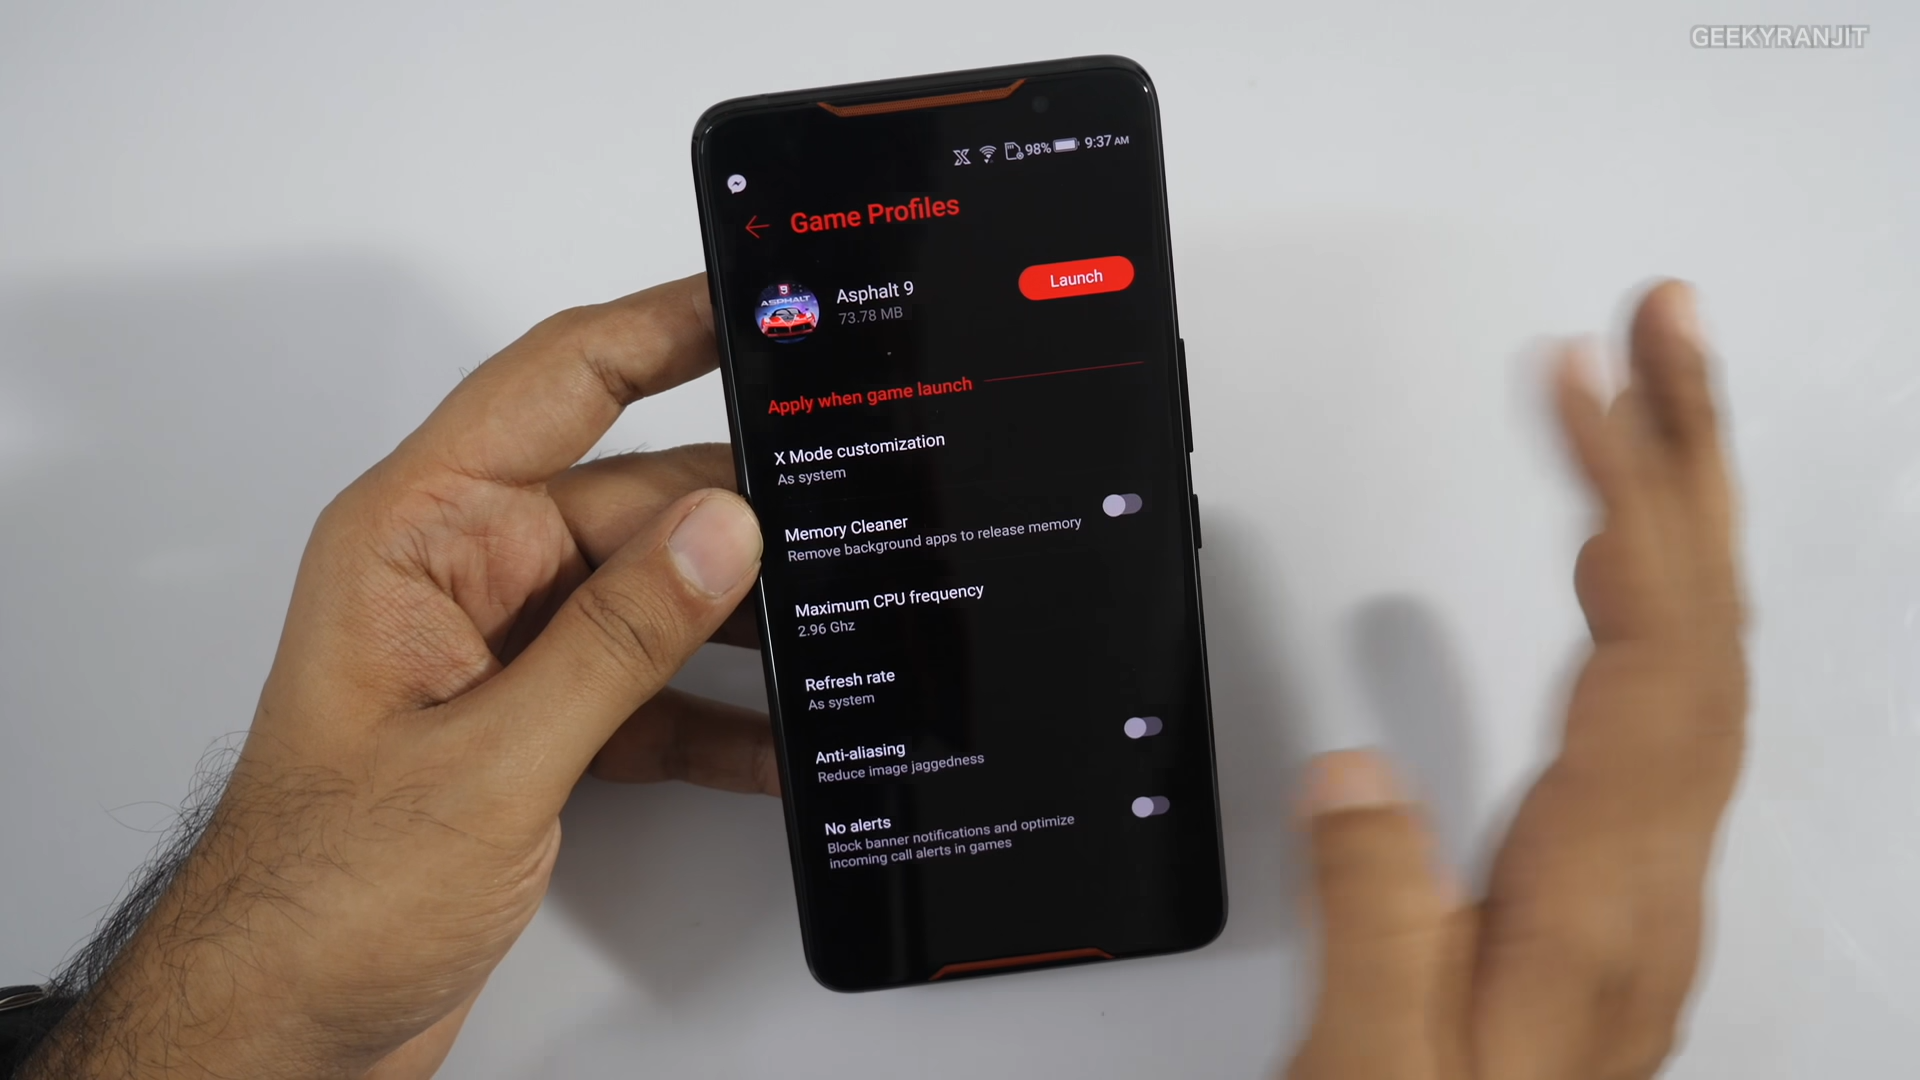 GEEKYRANJIT
98% 9:37 AM
Game Profiles
9
ASPHALT
Asphalt 9
73.78 MB
Launch
Apply when game launch
X Mode customization
As system
Memory Cleaner
Remove background apps to release memory
Maximum CPU frequency
2.96 Ghz
Refresh rate
As system
Anti-aliasing
Reduce image jaggedness
No alerts
Block banner notifications and optimize
incoming call alerts in games